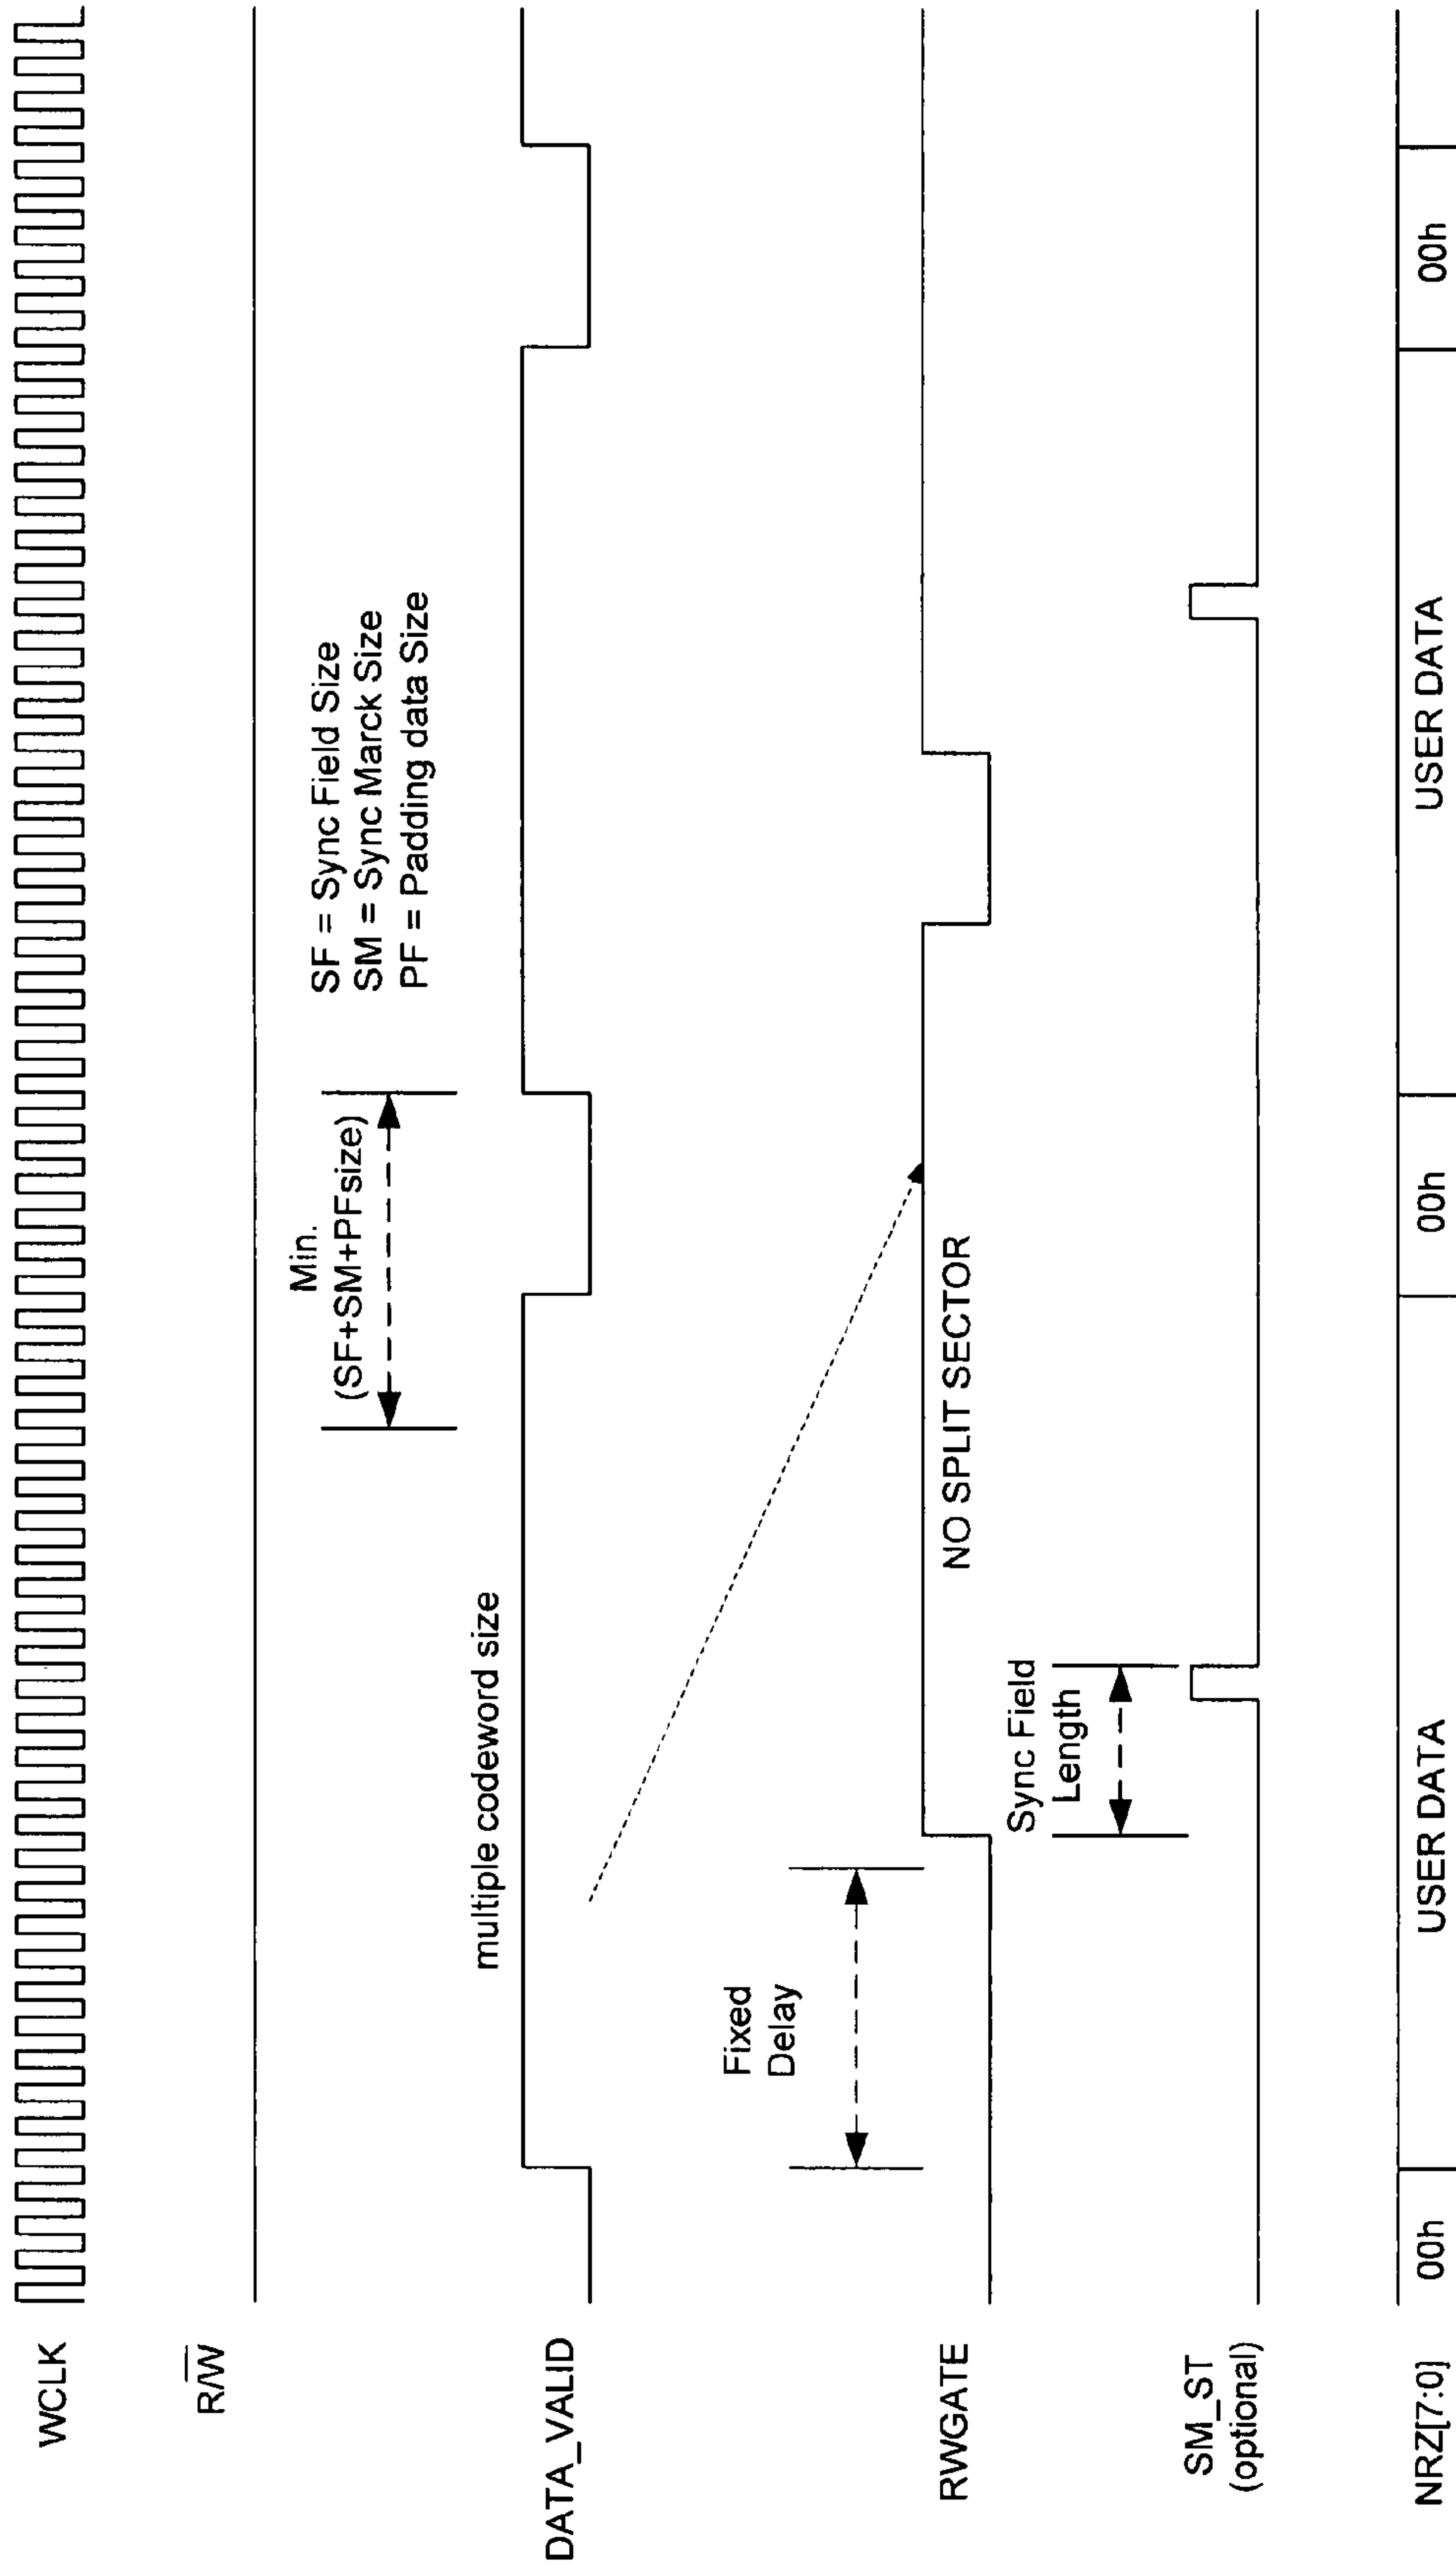 WCLK
R/W
Min.
(SF+SM+PFsize)
SF = Sync Field Size
SM = Sync Marck Size
PF = Padding data Size
multiple codeword size
DATA_VALID
Fixed
Delay
RWGATE
NO SPLIT SECTOR
Sync Field
Length
SM_ST
(optional)
NRZ[7:0]
00h
USER DATA
00h
USER DATA
00h